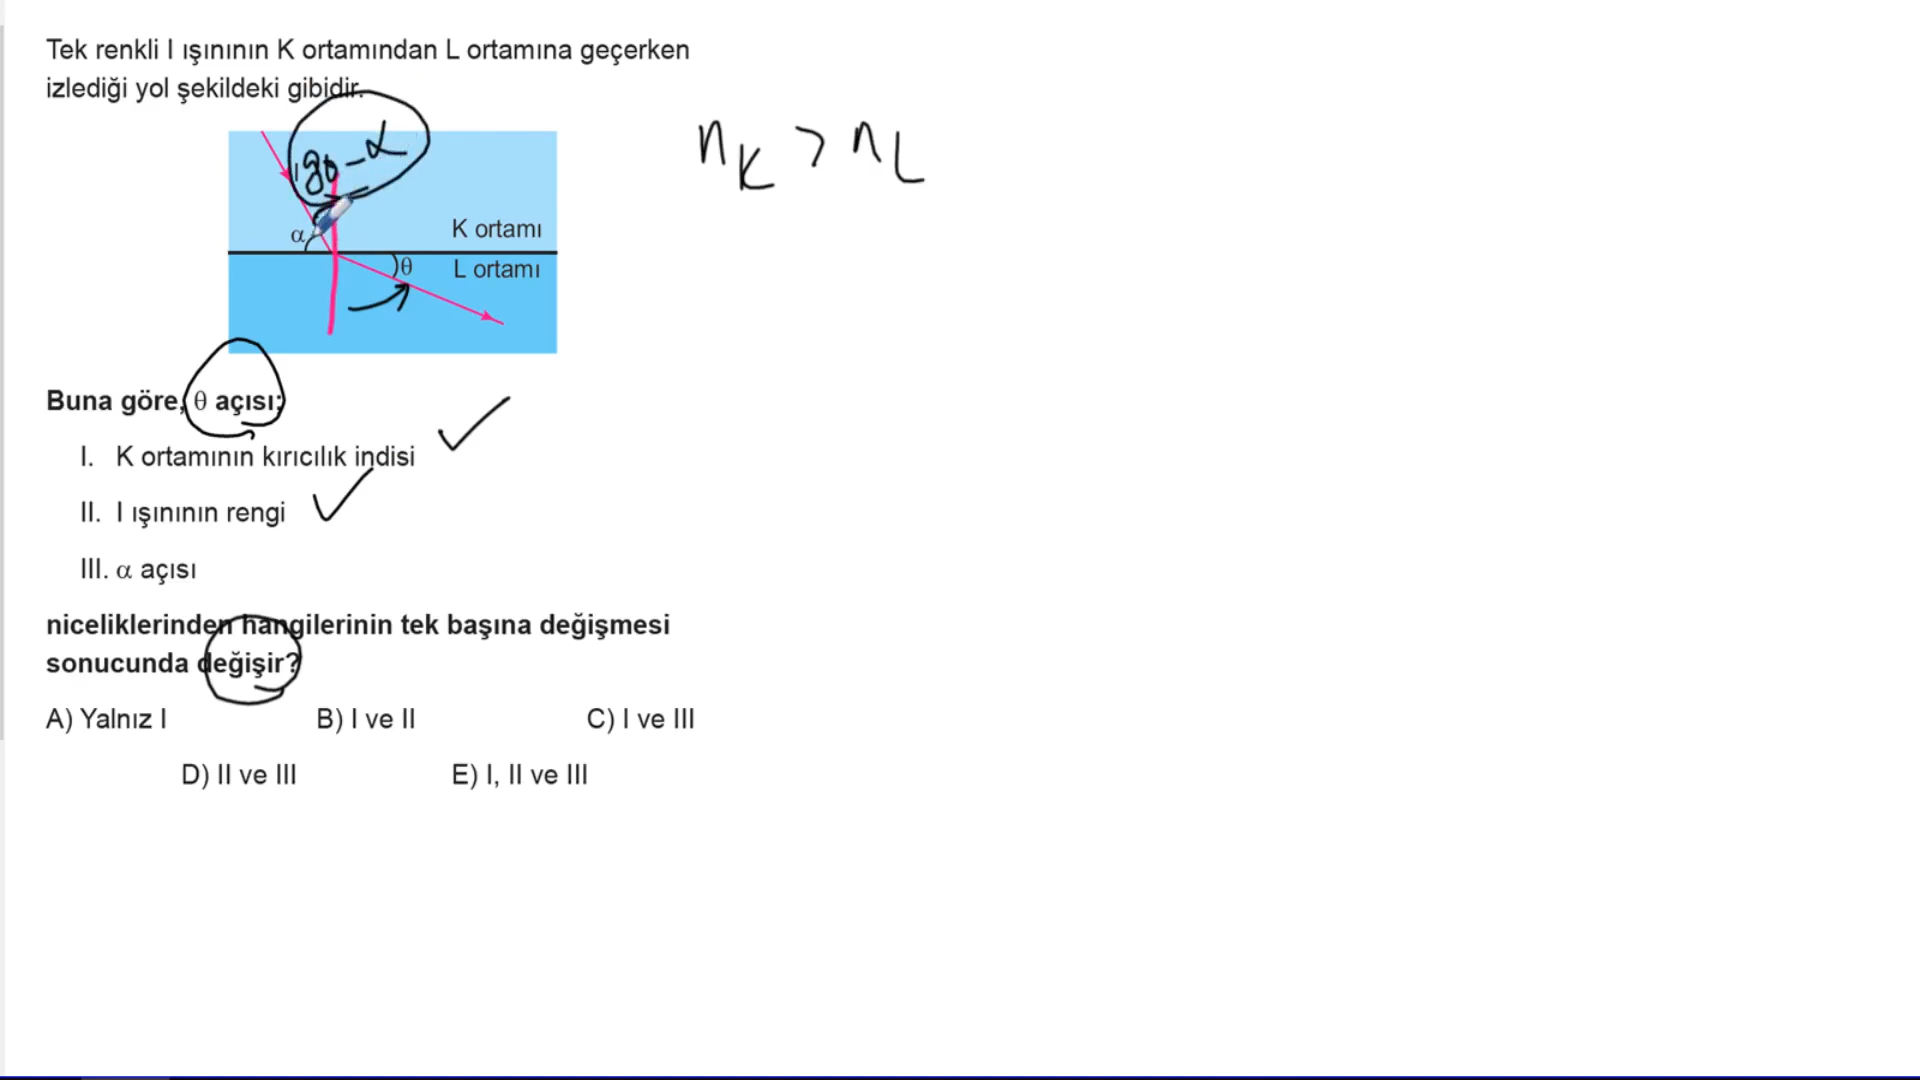 Tek renkli I ışınının K ortamından L ortamına geçerken
izlediği yol şekildeki gibidir.
90-α
nK > nL
α
K ortamı
θ
L ortamı
Buna göre, θ açısı;
I. K ortamının kırıcılık indisi
II. I ışınının rengi
III. α açısı
niceliklerinden hangilerinin tek başına değişmesi
sonucunda değişir?
A) Yalnız I B) I ve II C) I ve III
D) II ve III E) I, II ve III